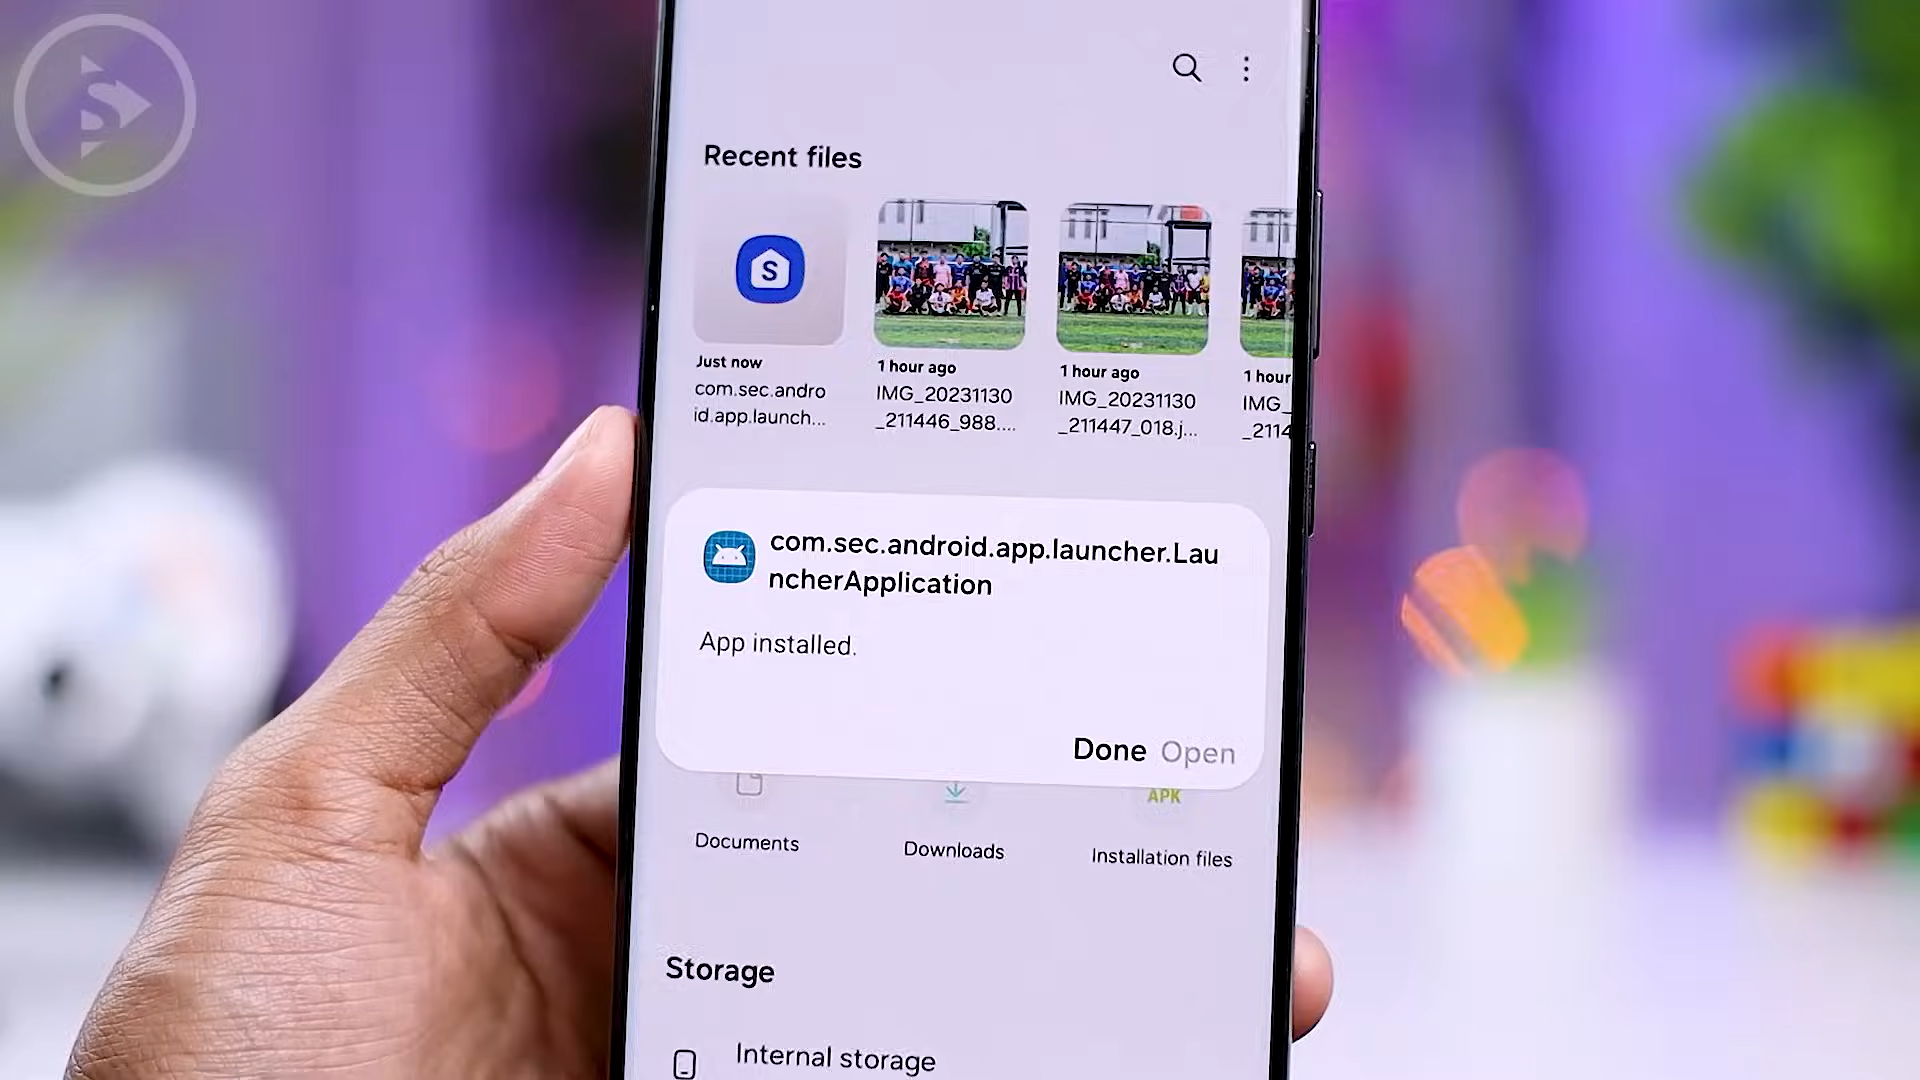 Recent files
S
Just now
com.sec.andro
id.app.launch...
1 hour ago
IMG_20231130
_211446_988....
1 hour ago
IMG_20231130
_211447_018.j...
1 hour
IMG_
_2114
com.sec.android.app.launcher.Lau
ncherApplication
App installed.
Done Open
APK
Documents
Downloads
Installation files
Storage
Internal storage
S